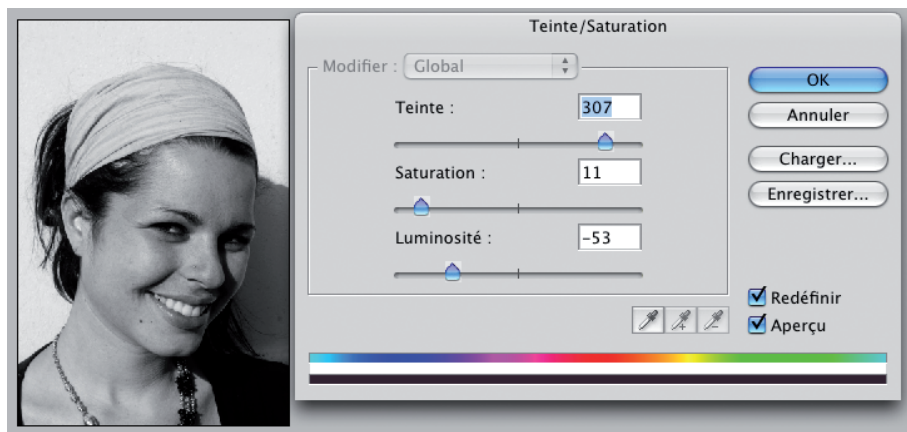 Teinte/Saturation
Modifier : Global
OK
Teinte : 307
Annuler
Charger...
Saturation : 11
Enregistrer...
Luminosité : -53
Redéfinir
Aperçu